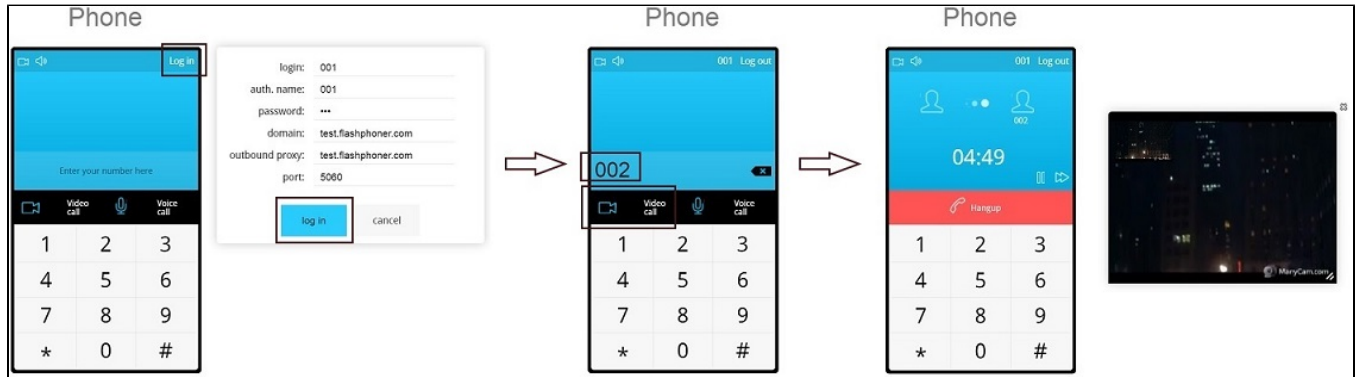 Phone
Log in
Enter your number here
Video call
Voice call
1 2 3
4 5 6
7 8 9
* 0 #
login: 001
auth. name: 001
password: •••
domain: test.flashphoner.com
outbound proxy: test.flashphoner.com
port: 5060
log in cancel
Phone
001 Log out
002
Video call
Voice call
1 2 3
4 5 6
7 8 9
* 0 #
Phone
001 Log out
002
04:49
Hangup
1 2 3
4 5 6
7 8 9
* 0 #
ManyCam.com